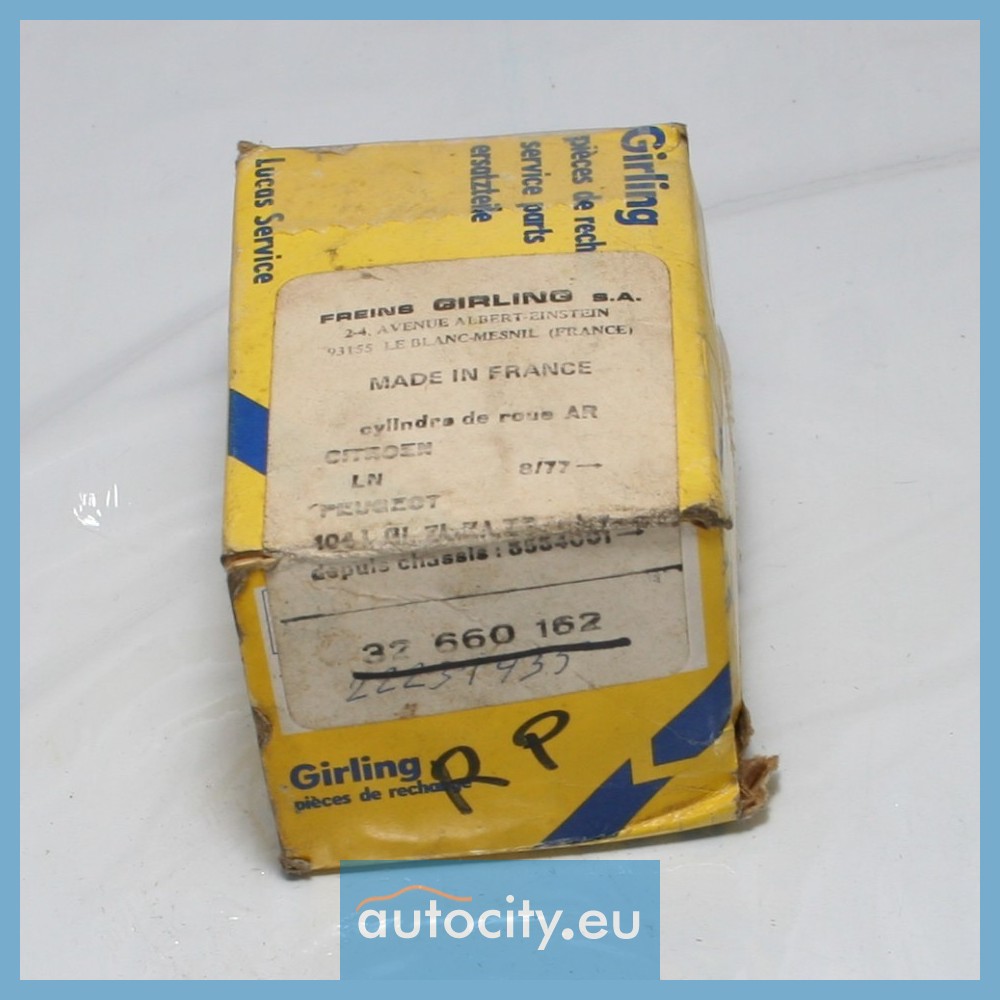 Lucas Service
Girling
pièces de rech
service parts
ersatzteile
FREINS GIRLING S.A.
2-4, AVENUE ALBERT-EINSTEIN
93155 LE BLANC-MESNIL (FRANCE)
MADE IN FRANCE
cylindre de roue AR
CITROEN
LN 8/77→
PEUGEOT
104
depuis chassis : 5554001→
32 660 162
R P
Girling
pièces de rechange
autocity.eu